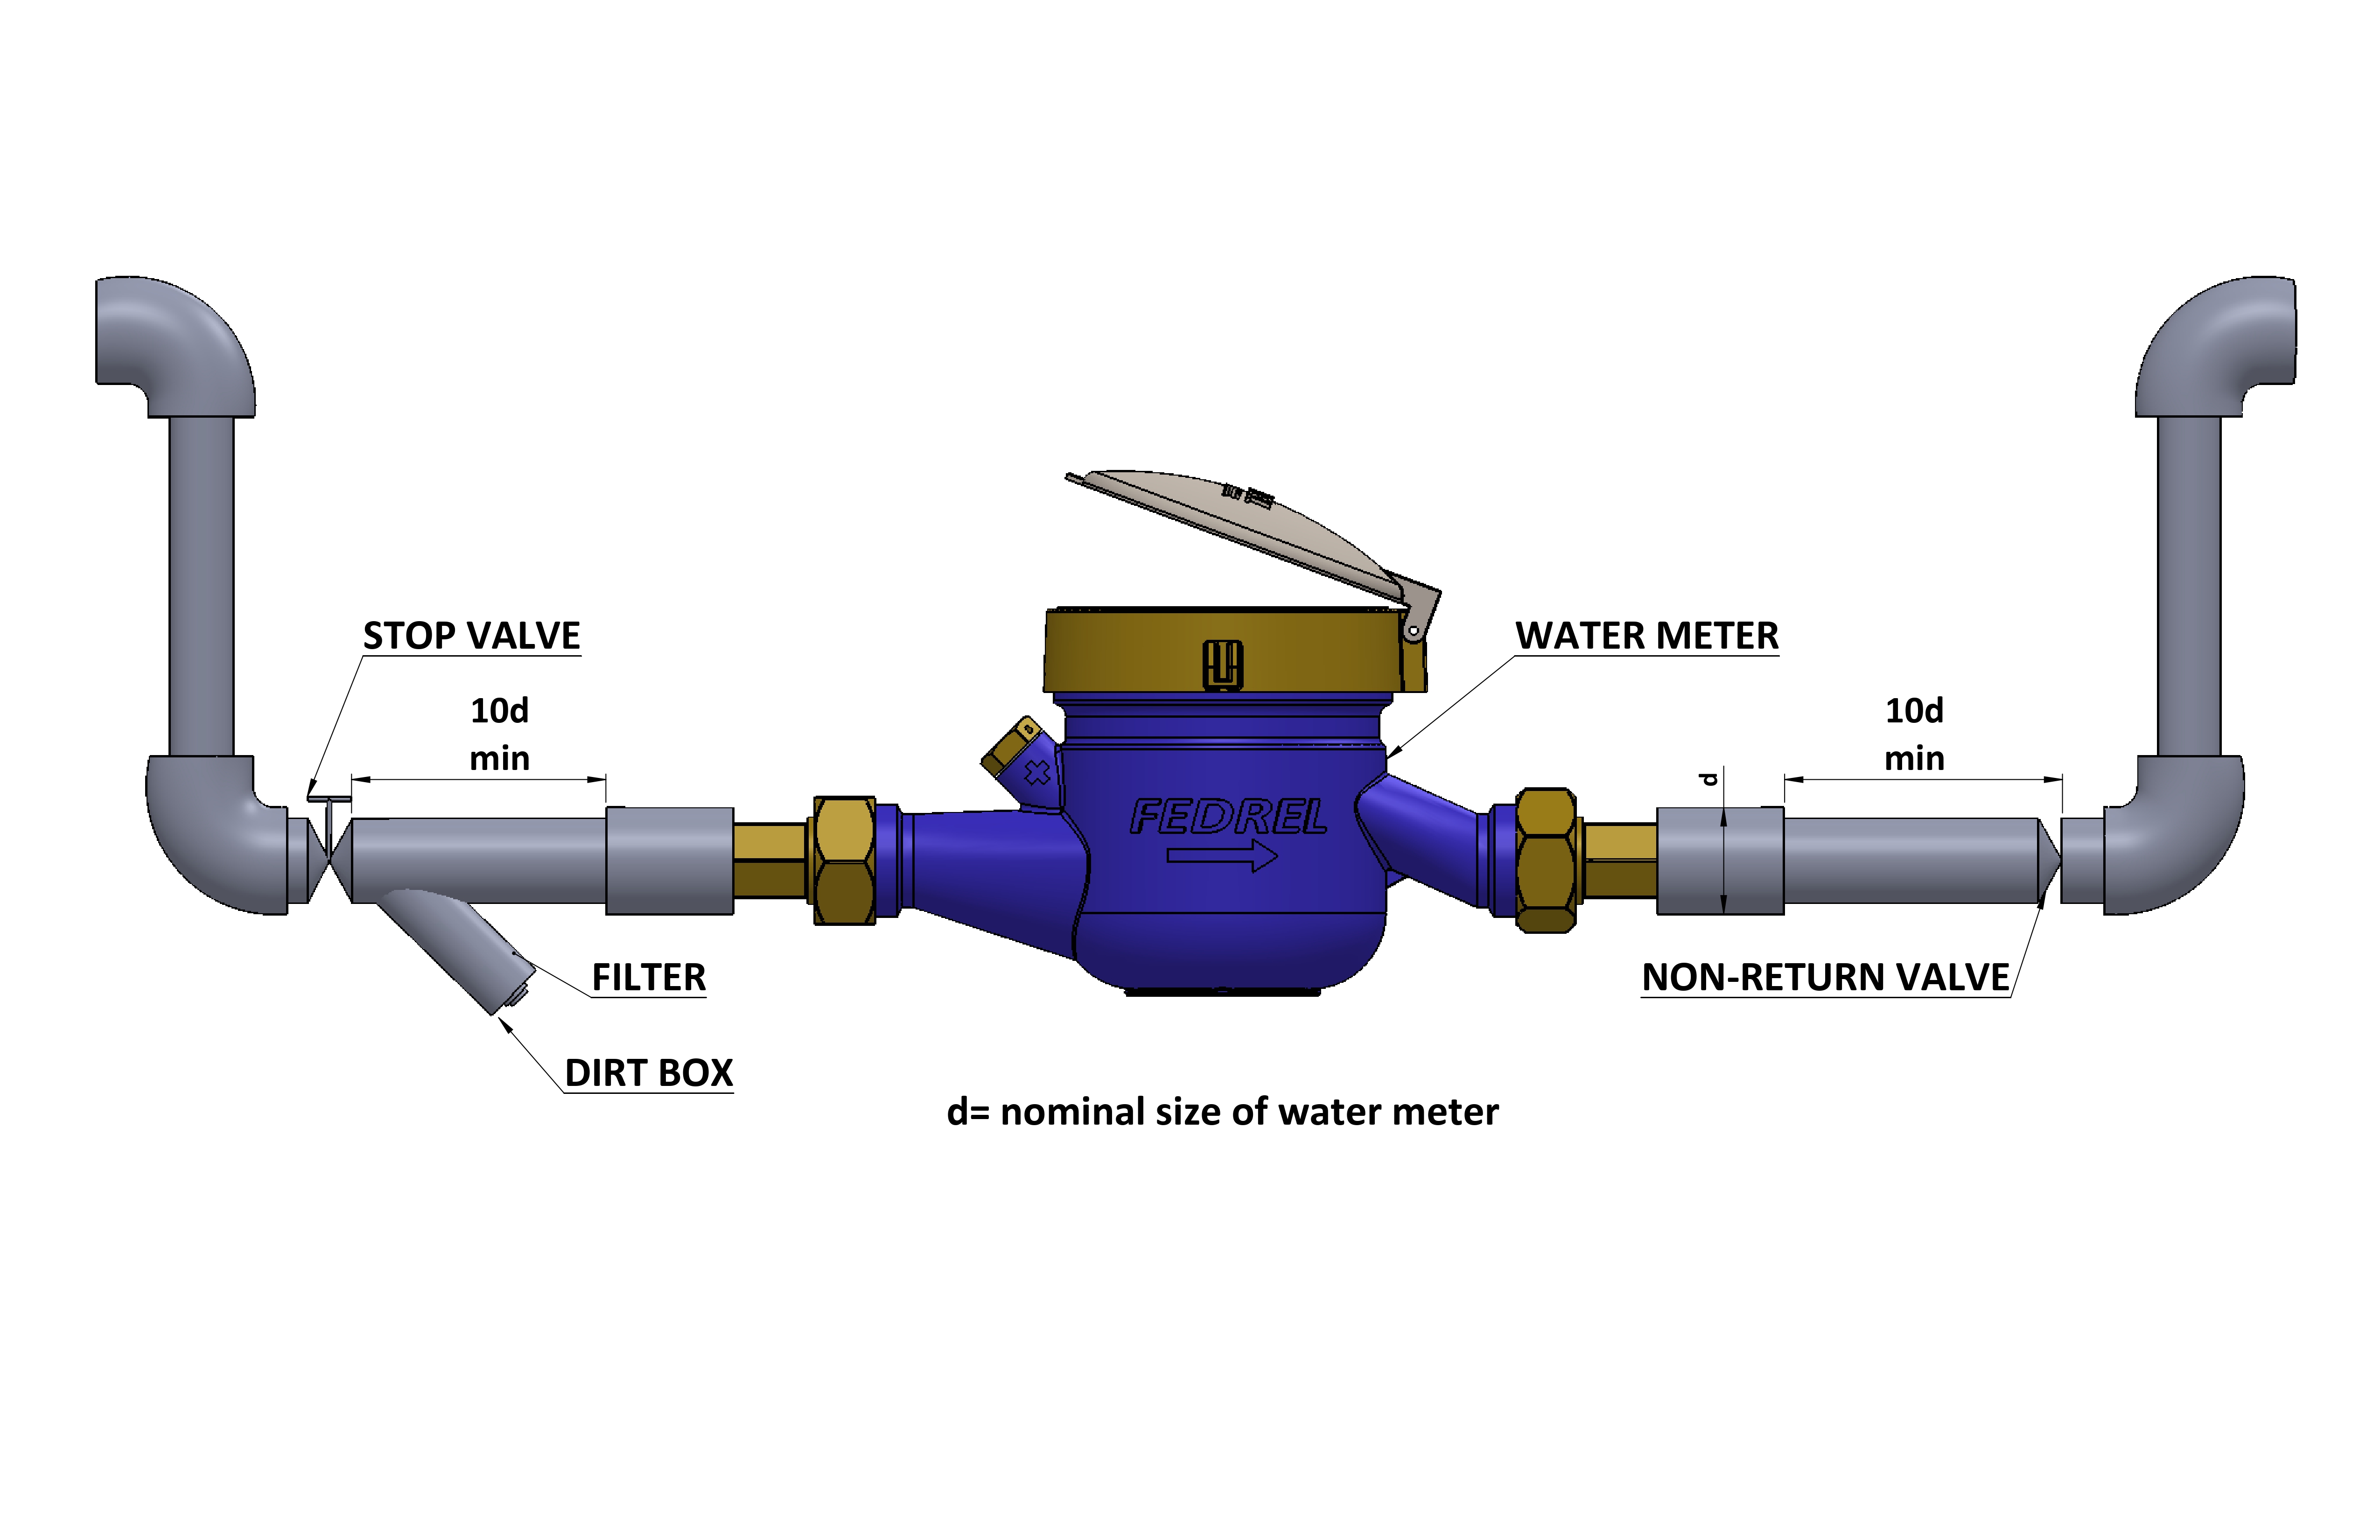 STOP VALVE
WATER METER
10d
min
10d
min
d
FEDREL
FILTER
NON-RETURN VALVE
DIRT BOX
d= nominal size of water meter